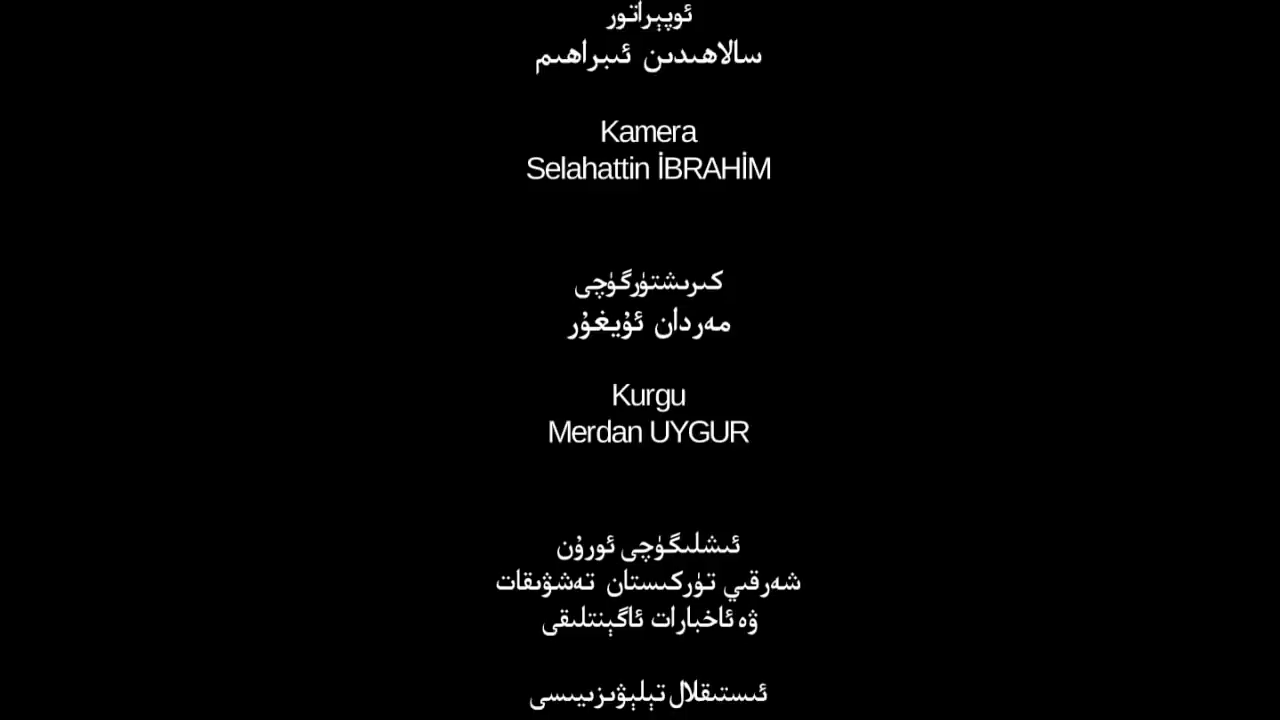 ئوپېراتور
سالاھىدىن ئىبراھىم
Kamera
Selahattin İBRAHİM
كىرىشتۈرگۈچى
مەردان ئۇيغۇر
Kurgu
Merdan UYGUR
ئىشلىگۈچى ئورۇن
شەرقىي تۈركىستان تەشۋىقات
ۋە ئاخبارات ئاگېنتلىقى
ئىستىقلال تېلېۋىزىيىسى